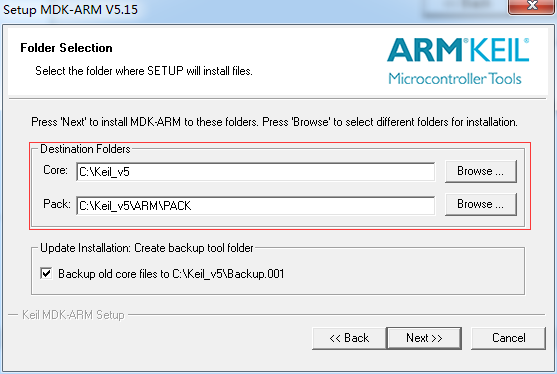 Setup MDK-ARM V5.15
Folder Selection
Select the folder where SETUP will install files.
ARM®KEIL®
Microcontroller Tools
Press 'Next' to install MDK-ARM to these folders. Press 'Browse' to select different folders for installation.
Destination Folders
Core: C:\Keil_v5 Browse ...
Pack: C:\Keil_v5\ARM\PACK Browse ...
Update Installation: Create backup tool folder
Backup old core files to C:\Keil_v5\Backup.001
Keil MDK-ARM Setup
<< Back Next >> Cancel